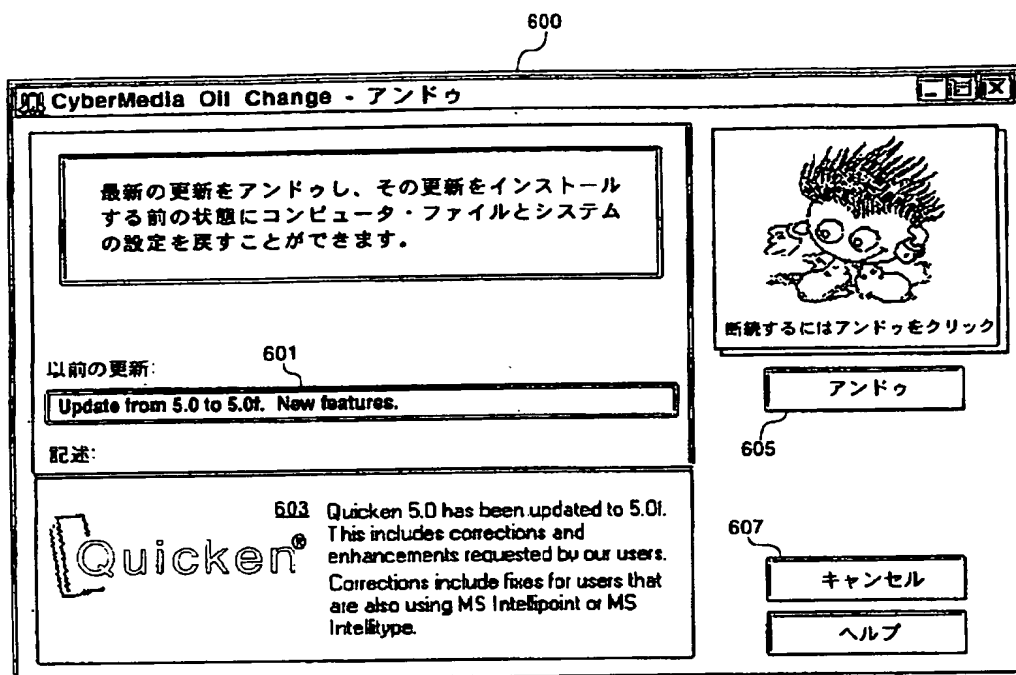 600
CyberMedia Oil Change - アンドゥ
最新の更新をアンドゥし、その更新をインストール
する前の状態にコンピュータ・ファイルとシステム
の設定を戻すことができます。
断続するにはアンドゥをクリック
以前の更新:
601
Update from 5.0 to 5.0f. New features.
アンドゥ
605
記述:
Quicken®
603
Quicken 5.0 has been updated to 5.0f.
This includes corrections and
enhancements requested by our users.
Corrections include fixes for users that
are also using MS Intellipoint or MS
Intellitype.
607
キャンセル
ヘルプ